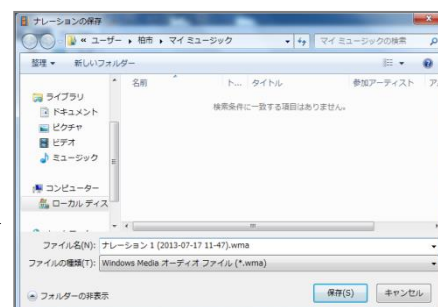 ナレーションの保存
« ユーザー ▸ 柏市 ▸ マイ ミュージック
マイ ミュージックの検索
整理 新しいフォルダー
名前 ト... タイトル 参加アーティスト ア
検索条件に一致する項目はありません。
ライブラリ
ドキュメント
ピクチャ
ビデオ
ミュージック
コンピューター
ローカル ディス
ファイル名(N): ナレーション 1 (2013-07-17 11-47).wma
ファイルの種類(T): Windows Media オーディオ ファイル (*.wma)
フォルダーの非表示 保存(S) キャンセル